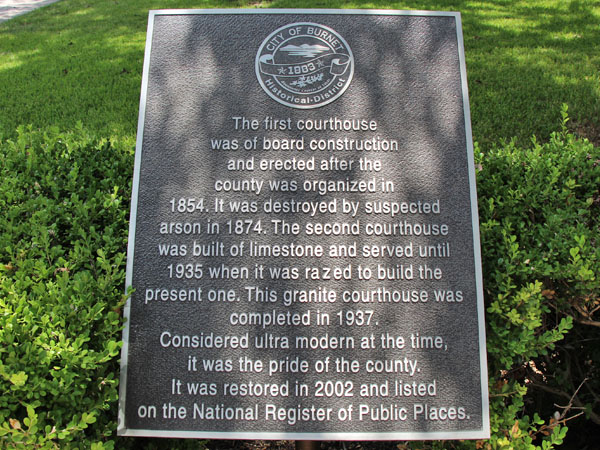 CITY OF BURNET
1883
Historical · District
The first courthouse
was of board construction
and erected after the
county was organized in
1854. It was destroyed by suspected
arson in 1874. The second courthouse
was built of limestone and served until
1935 when it was razed to build the
present one. This granite courthouse was
completed in 1937.
Considered ultra modern at the time,
it was the pride of the county.
It was restored in 2002 and listed
on the National Register of Public Places.